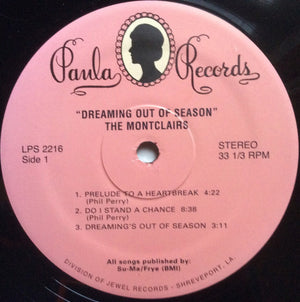 Paula Records
"DREAMING OUT OF SEASON"
THE MONTCLAIRS
LPS 2216
Side 1
STEREO
33 1/3 RPM
1. PRELUDE TO A HEARTBREAK 4:22
(Phil Perry)
2. DO I STAND A CHANCE 8:38
(Phil Perry)
3. DREAMING'S OUT OF SEASON 3:11
All songs published by:
Su-Ma/Frye (BMI)
DIVISION OF JEWEL RECORDS - SHREVEPORT, LA.